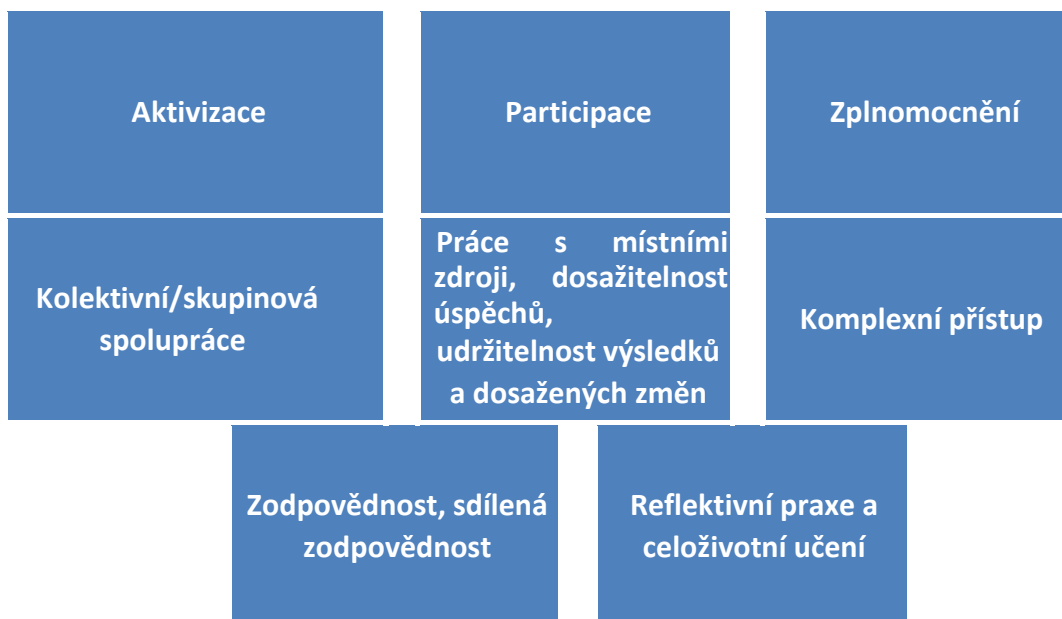 Aktivizace
Participace
Zplnomocnění
Kolektivní/skupinová
spolupráce
Práce s místními
zdroji, dosažitelnost
úspěchů,
udržitelnost výsledků
a dosažených změn
Komplexní přístup
Zodpovědnost, sdílená
zodpovědnost
Reflektivní praxe a
celoživotní učení